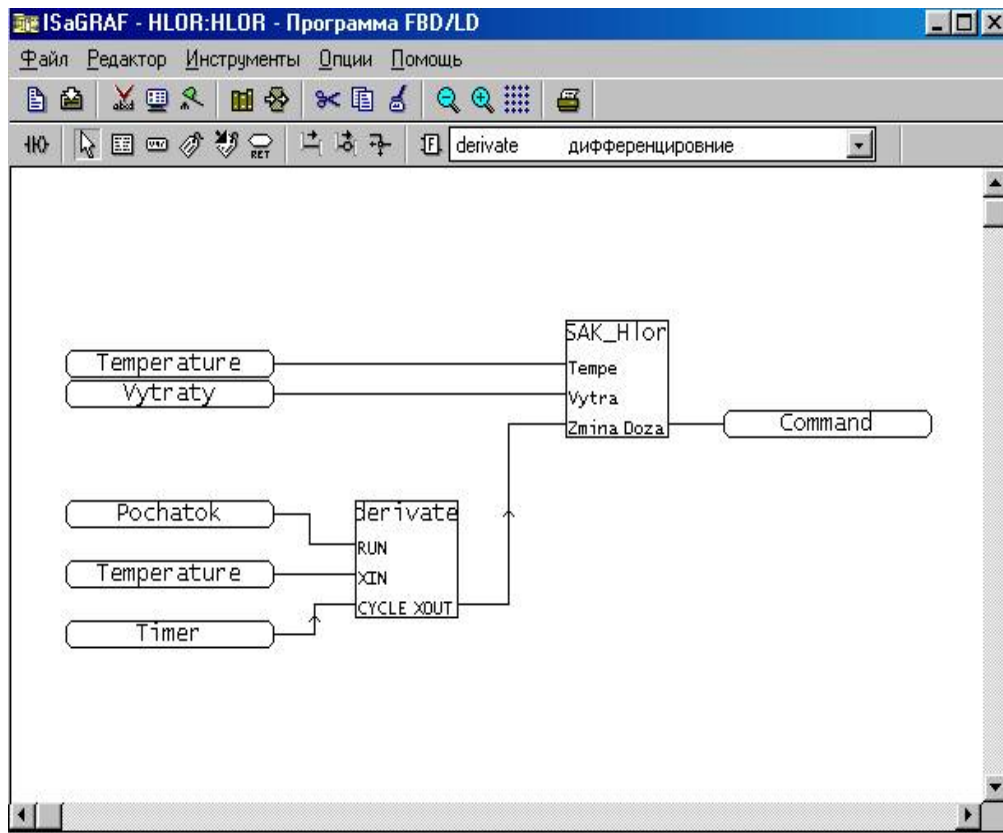 ISaGRAF - HLOR:HLOR - Программа FBD/LD
Файл Редактор Инструменты Опции Помощь
RET
F derivate дифференцировние
SAK_Hlor
Temperature
Tempe
Vytraty
Vytra
Zmina Doza
Command
Pochatok
derivate
RUN
Temperature
XIN
CYCLE XOUT
Timer